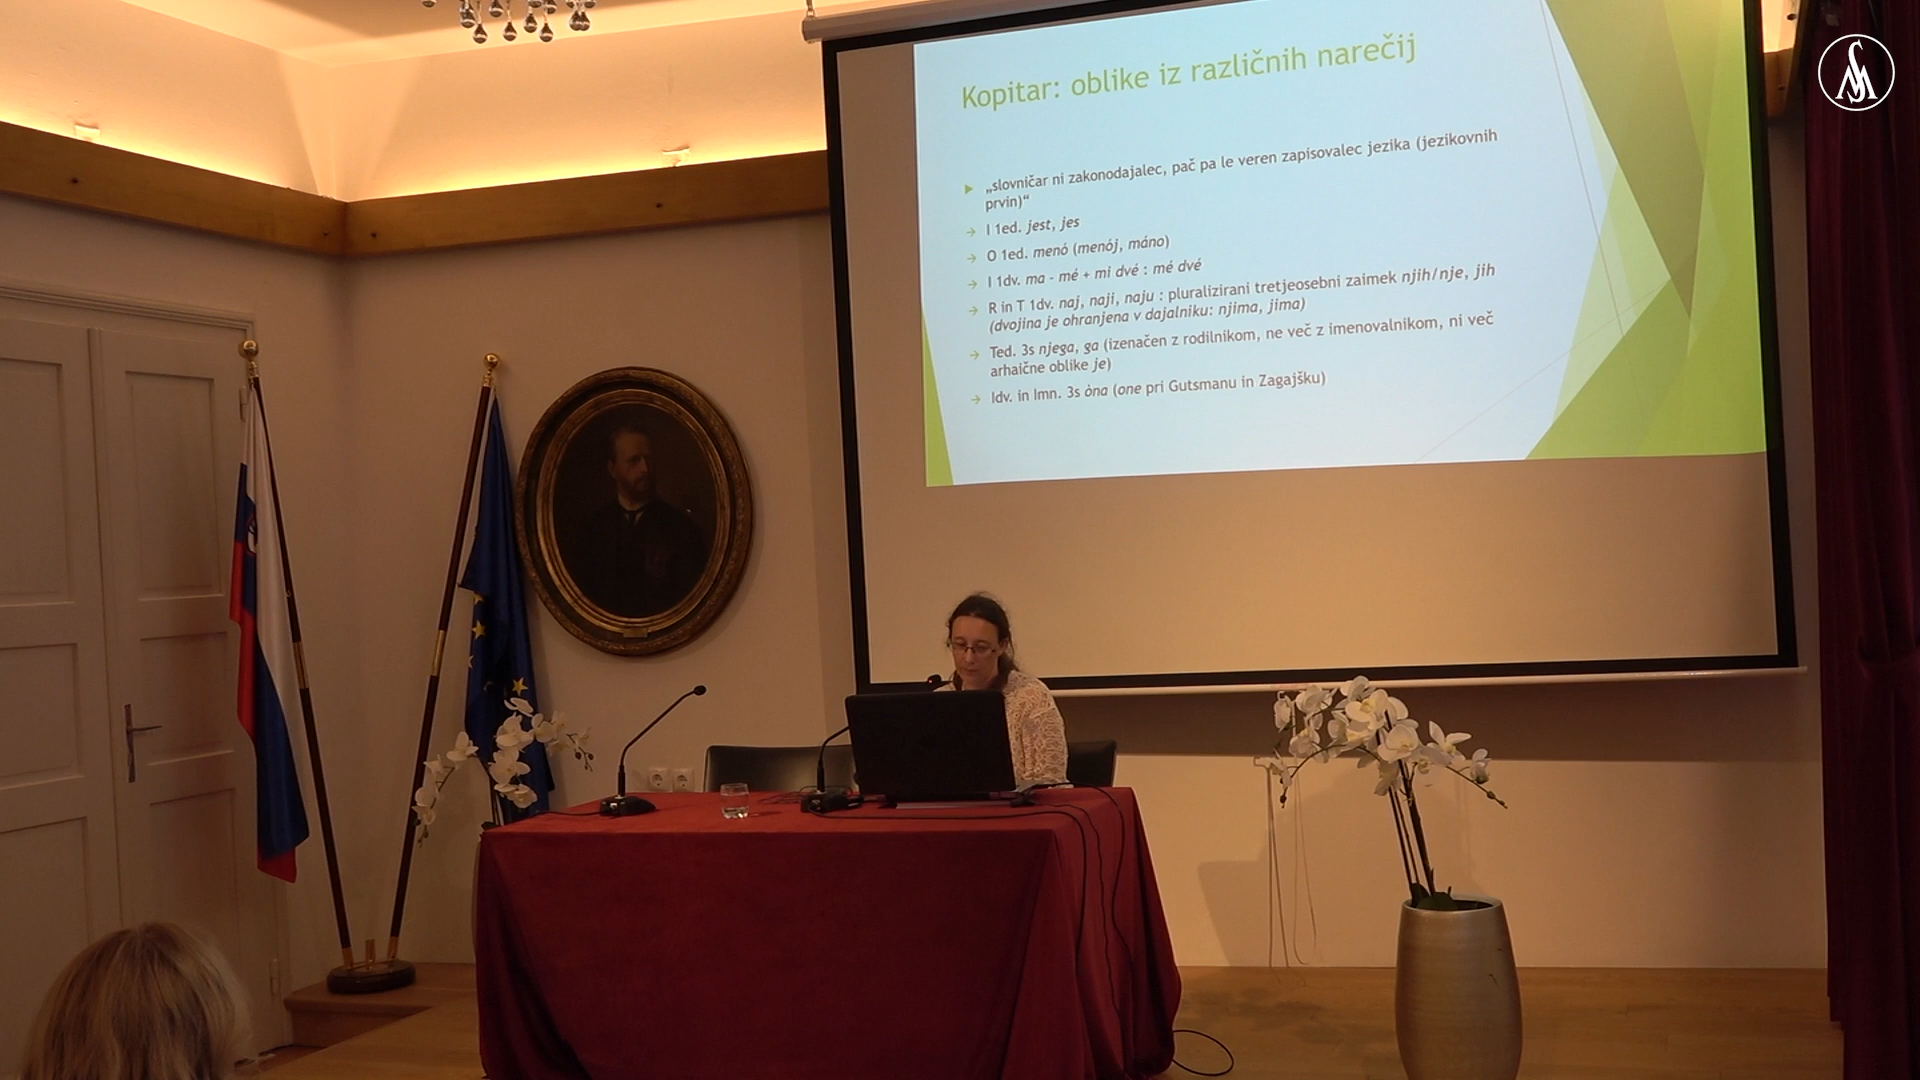 Kopitar: oblike iz različnih narečij
„slovničar ni zakonodajalec, pač pa le veren zapisovalec jezika (jezikovnih
prvin)“
I 1ed. jest, jes
O 1ed. menó (menój, máno)
I 1dv. ma - mé + mi dvé : mé dvé
R in T 1dv. naj, naji, naju : pluralizirani tretjeosebni zaimek njih/nje, jih
(dvojina je ohranjena v dajalniku: njima, jima)
Ted. 3s njega, ga (izenačen z rodilnikom, ne več z imenovalnikom, ni več
arhaične oblike je)
Idv. in Imn. 3s òna (one pri Gutsmanu in Zagajšku)